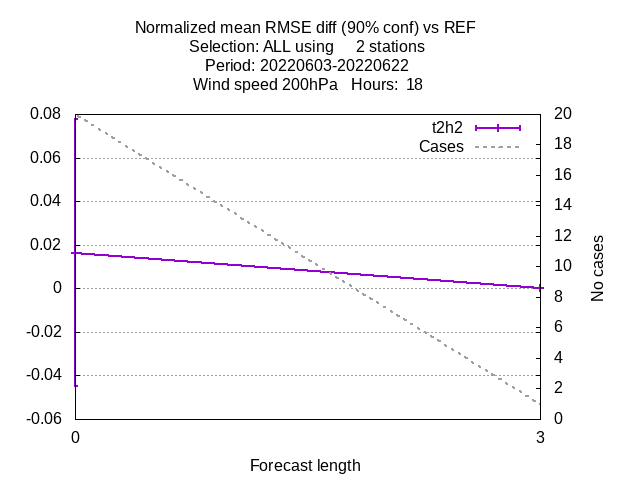 Normalized mean RMSE diff (90% conf) vs REF
Selection: ALL using     2 stations
Period: 20220603-20220622
Wind speed 200hPa   Hours:  18
t2h2
Cases
0.08
0.06
0.04
0.02
0
-0.02
-0.04
-0.06
20
18
16
14
12
10
8
6
4
2
0
No cases
0
3
Forecast length